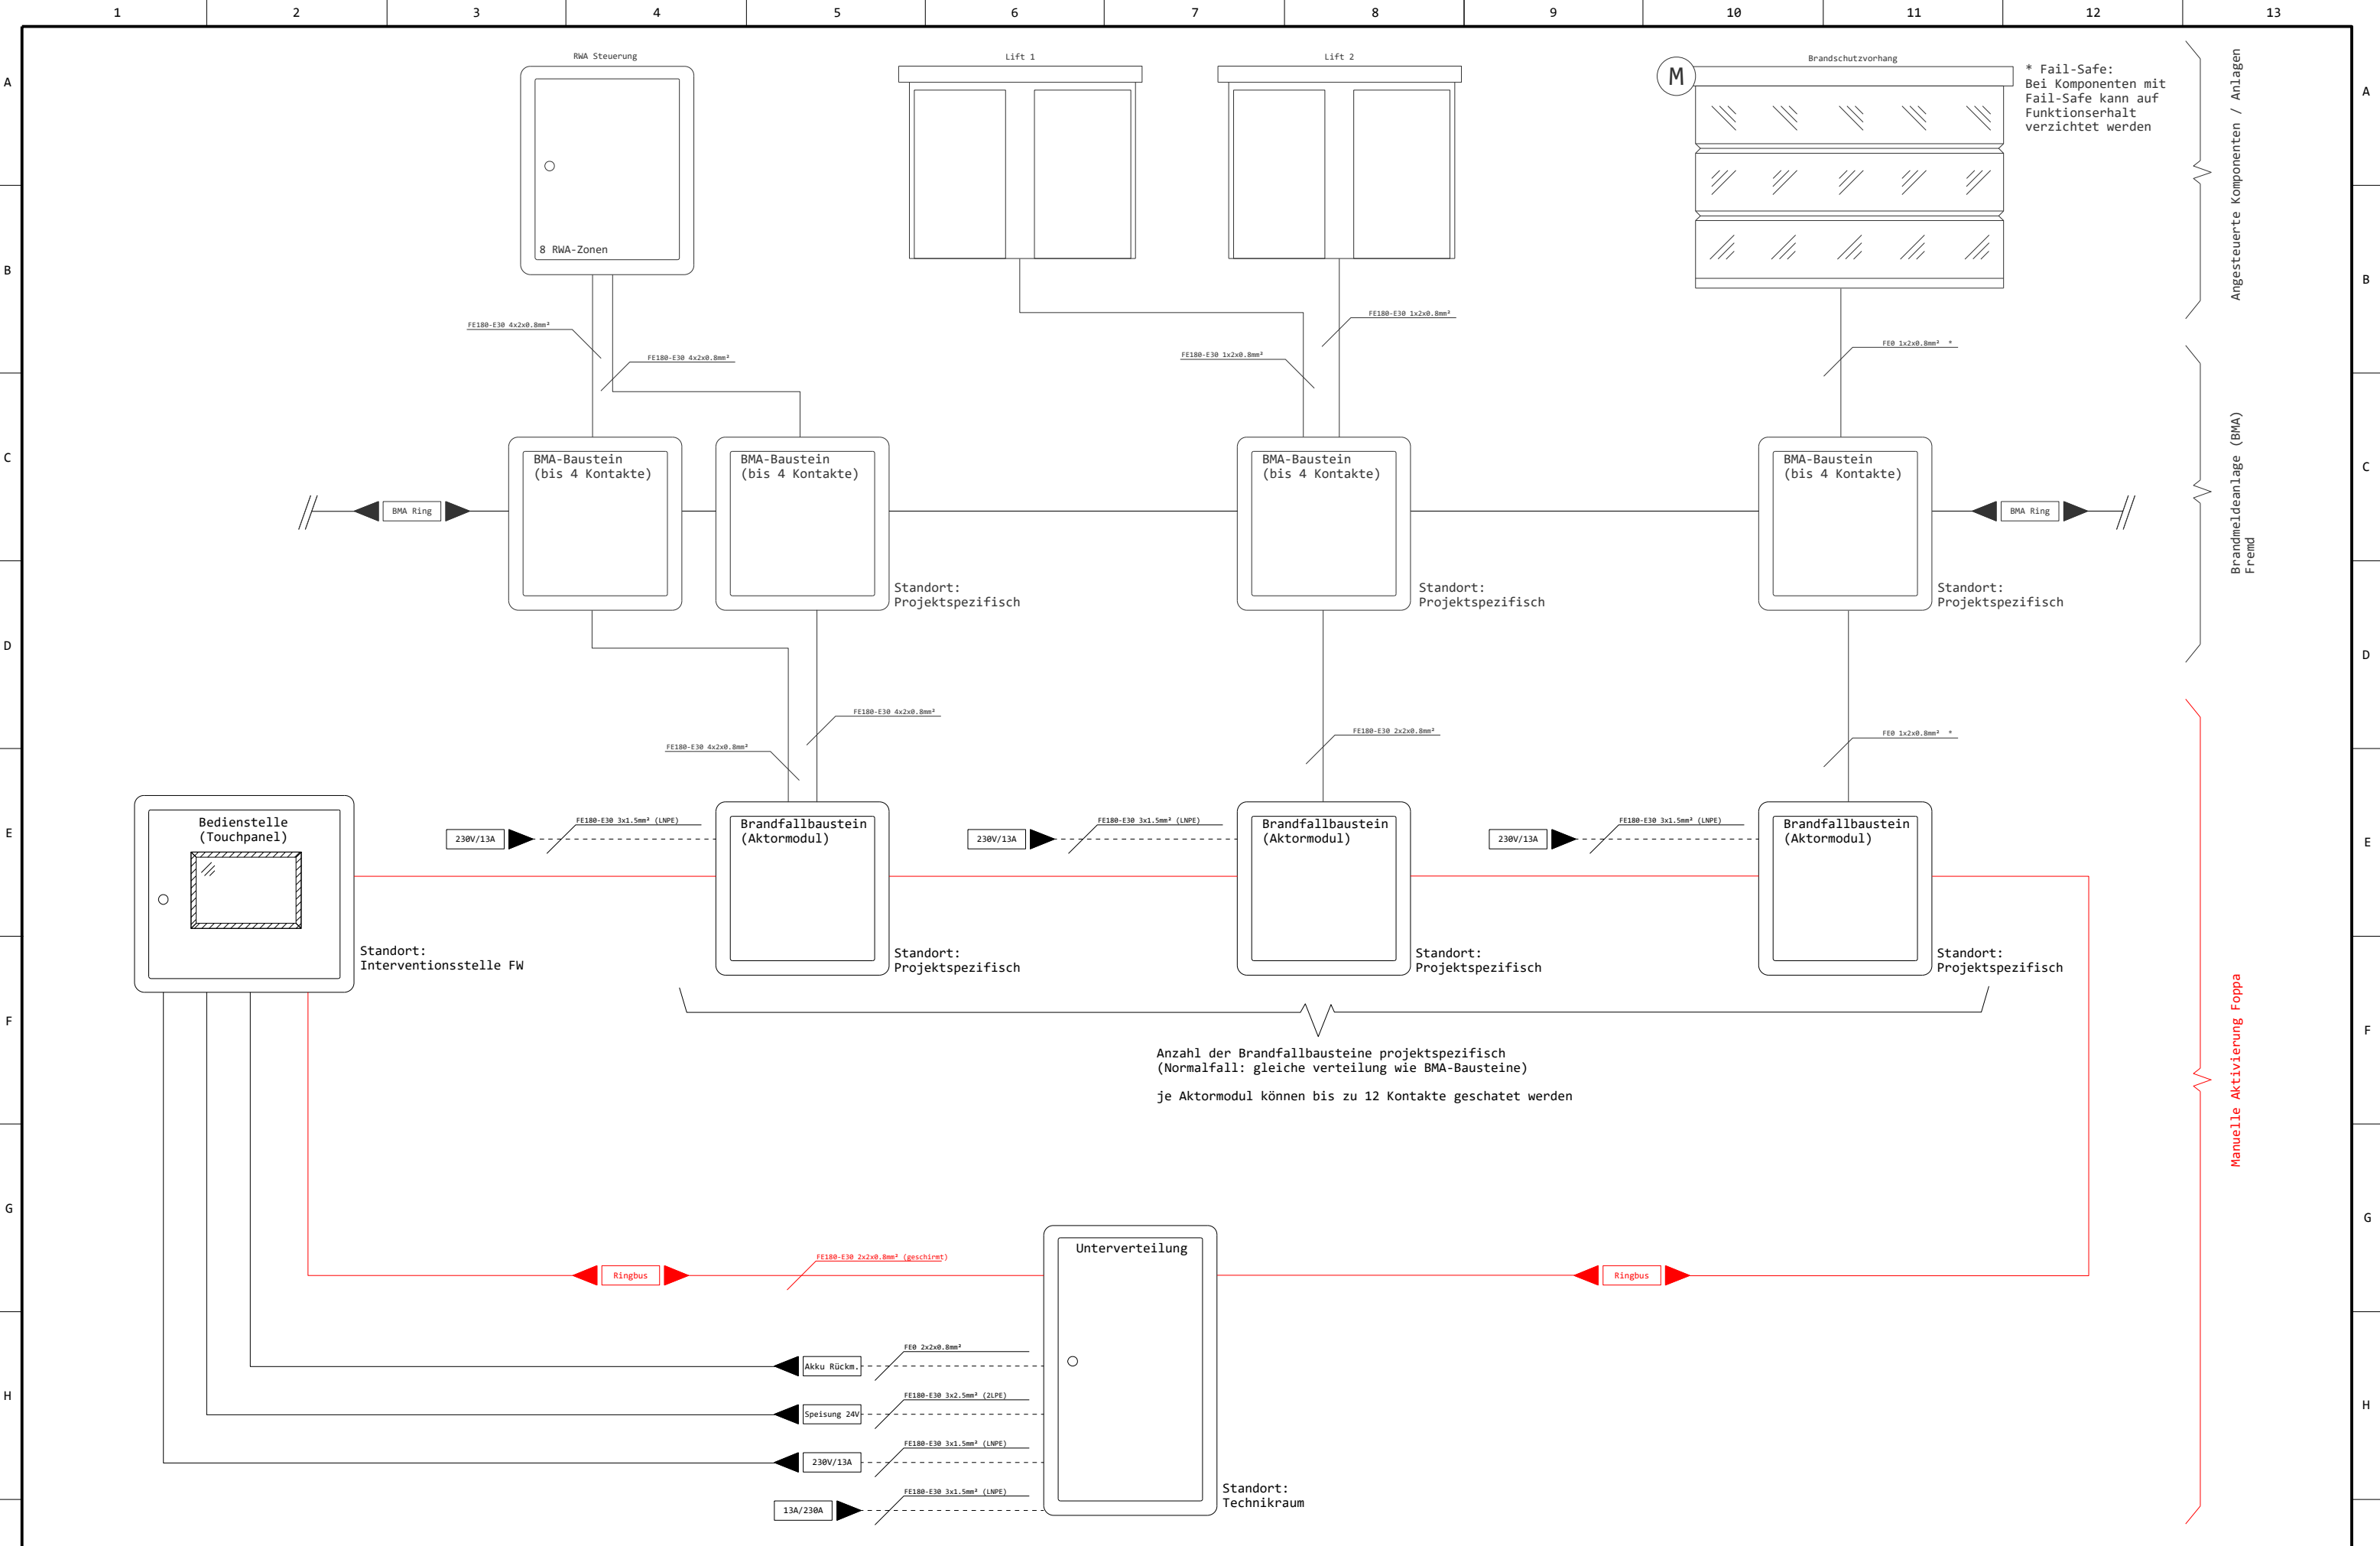 1 2 3 4 5 6 7 8 9 10 11 12 13
A
RWA Steuerung
8 RWA-Zonen
Lift 1
Lift 2
Brandschutzvorhang
M
* Fail-Safe:
Bei Komponenten mit
Fail-Safe kann auf
Funktionserhalt
verzichtet werden
Angesteuerte Komponenten / Anlagen
A
B
B
FE180-E30 4x2x0.8mm²
FE180-E30 4x2x0.8mm²
FE180-E30 1x2x0.8mm²
FE180-E30 1x2x0.8mm²
FE0 1x2x0.8mm² *
C
BMA Ring
BMA-Baustein
(bis 4 Kontakte)
BMA-Baustein
(bis 4 Kontakte)
Standort:
Projektspezifisch
BMA-Baustein
(bis 4 Kontakte)
Standort:
Projektspezifisch
BMA-Baustein
(bis 4 Kontakte)
Standort:
Projektspezifisch
BMA Ring
Brandmeldeanlage (BMA)
Fremd
C
D
D
FE180-E30 4x2x0.8mm²
FE180-E30 4x2x0.8mm²
FE180-E30 2x2x0.8mm²
FE0 1x2x0.8mm² *
E
Bedienstelle
(Touchpanel)
Standort:
Interventionsstelle FW
230V/13A
FE180-E30 3x1.5mm² (LNPE)
Brandfallbaustein
(Aktormodul)
Standort:
Projektspezifisch
230V/13A
FE180-E30 3x1.5mm² (LNPE)
Brandfallbaustein
(Aktormodul)
Standort:
Projektspezifisch
230V/13A
FE180-E30 3x1.5mm² (LNPE)
Brandfallbaustein
(Aktormodul)
Standort:
Projektspezifisch
E
F
Anzahl der Brandfallbausteine projektspezifisch
(Normalfall: gleiche verteilung wie BMA-Bausteine)
je Aktormodul können bis zu 12 Kontakte geschatet werden
Manuelle Aktivierung Foppa
F
G
Ringbus
FE180-E30 2x2x0.8mm² (geschirmt)
Unterverteilung
Ringbus
G
H
Akku Rückm.
FE0 2x2x0.8mm²
Speisung 24V
FE180-E30 3x2.5mm² (2LPE)
230V/13A
FE180-E30 3x1.5mm² (LNPE)
13A/230A
FE180-E30 3x1.5mm² (LNPE)
Standort:
Technikraum
H